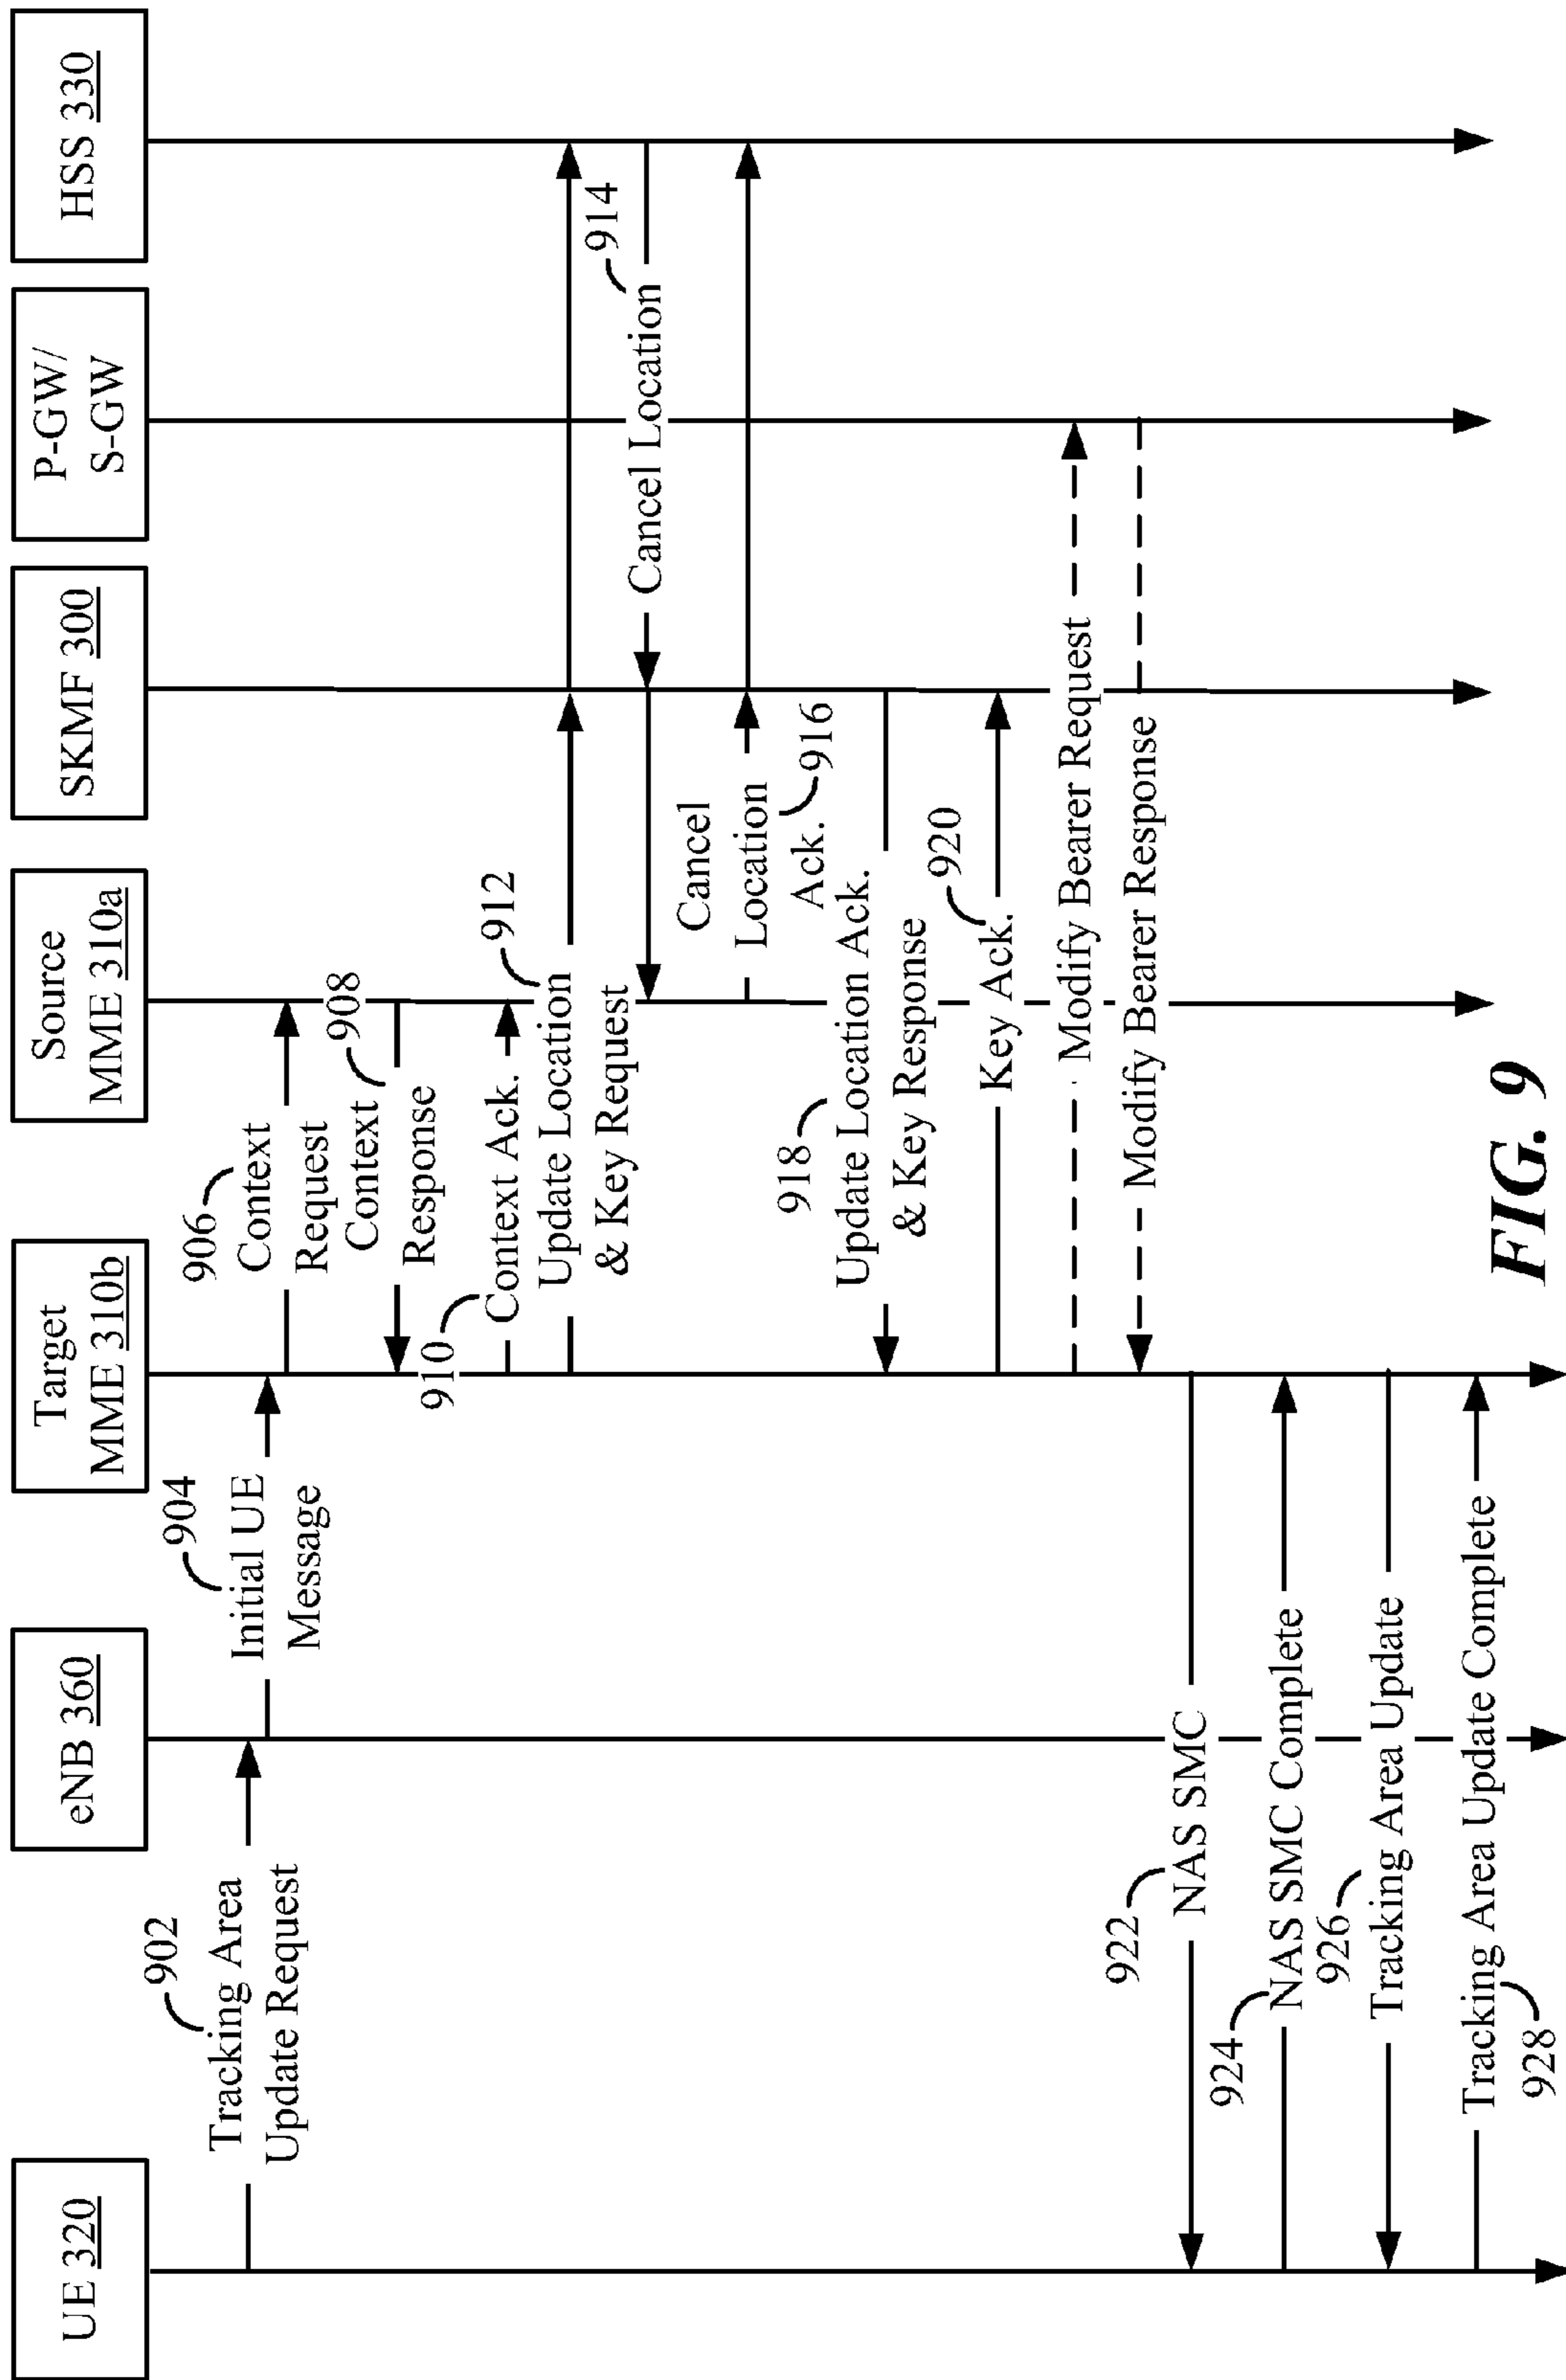 UE 320
eNB 360
Target
MME 310b
Source
MME 310a
SKMF 300
P-GW/
S-GW
HSS 330
902
Tracking Area
Update Request
904
Initial UE
Message
906
Context
Request
908
Context
Response
910
Context Ack.
912
Update Location
& Key Request
914
Cancel Location
Cancel
Location
Ack.
916
918
Update Location Ack.
& Key Response
920
Key Ack.
Modify Bearer Request
Modify Bearer Response
922
NAS SMC
924
NAS SMC Complete
926
Tracking Area Update
Tracking Area Update Complete
928
FIG. 9